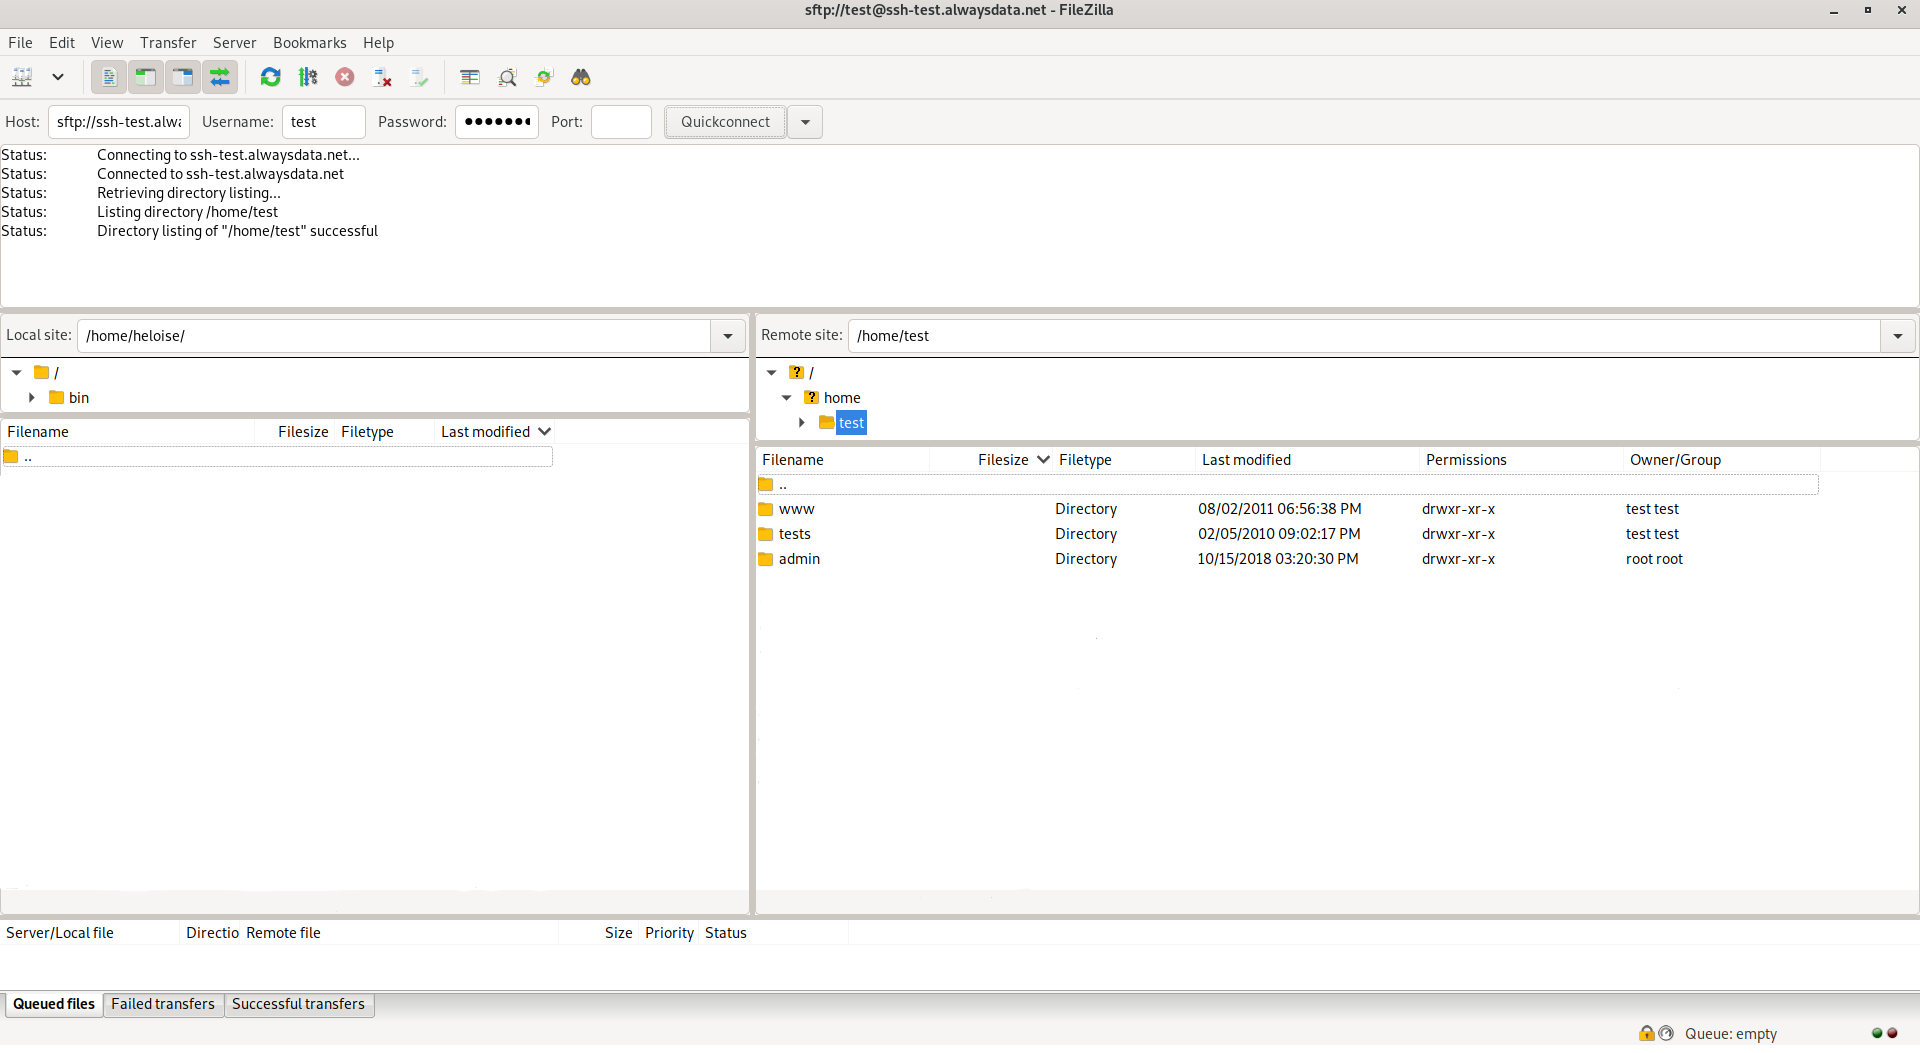 sftp://test@ssh-test.alwaysdata.net - FileZilla
File Edit View Transfer Server Bookmarks Help
Host: sftp://ssh-test.alwa Username: test Password: ●●●●●●● Port: Quickconnect
Status: Connecting to ssh-test.alwaysdata.net...
Status: Connected to ssh-test.alwaysdata.net
Status: Retrieving directory listing...
Status: Listing directory /home/test
Status: Directory listing of "/home/test" successful
Local site: /home/heloise/
/
bin
Filename Filesize Filetype Last modified
..
Remote site: /home/test
? /
? home
test
Filename Filesize Filetype Last modified Permissions Owner/Group
..
www Directory 08/02/2011 06:56:38 PM drwxr-xr-x test test
tests Directory 02/05/2010 09:02:17 PM drwxr-xr-x test test
admin Directory 10/15/2018 03:20:30 PM drwxr-xr-x root root
Server/Local file Directio Remote file Size Priority Status
Queued files Failed transfers Successful transfers
Queue: empty